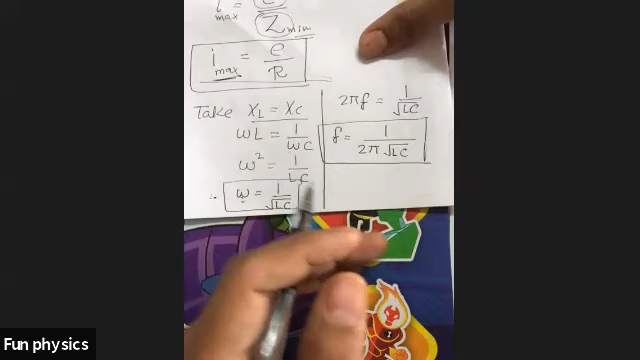 i max = e / Z min
i max = e / R
Take X_L = X_C
ωL = 1 / ωC
ω² = 1 / LC
∴ ω = 1 / √LC
2πf = 1 / √LC
f = 1 / 2π √LC
Fun physics